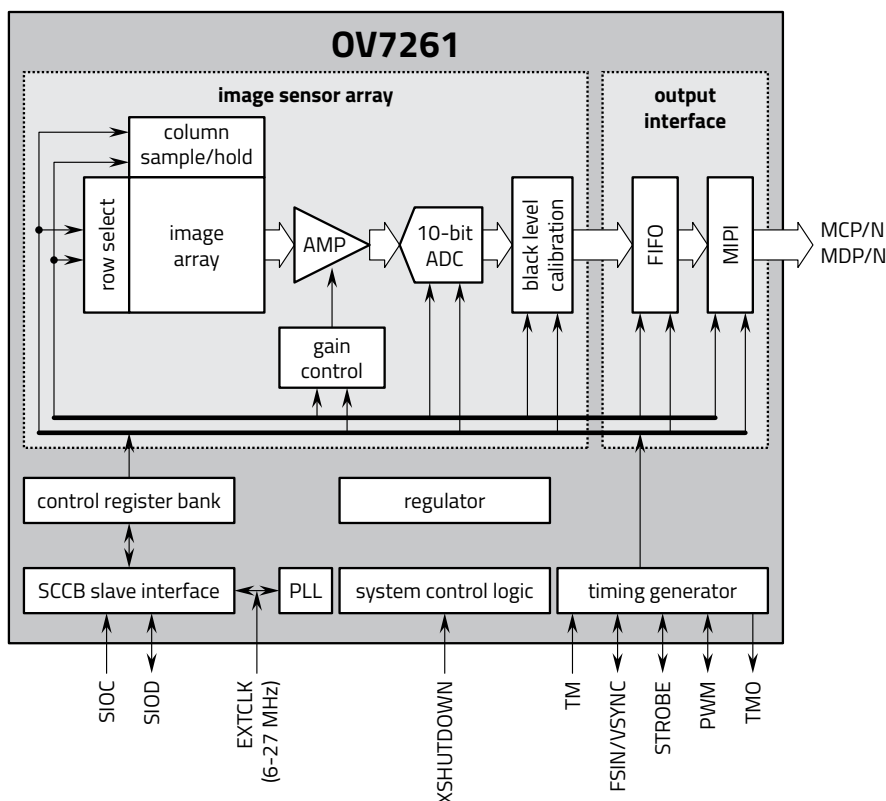 OV7261
image sensor array
output
interface
column
sample/hold
row select
image
array
AMP
10-bit
ADC
black level
calibration
FIFO
MIPI
MCP/N
MDP/N
gain
control
control register bank
regulator
SCCB slave interface
PLL
system control logic
timing generator
SIOC
SIOD
EXTCLK
(6-27 MHz)
XSHUTDOWN
TM
FSIN/VSYNC
STROBE
PWM
TMO